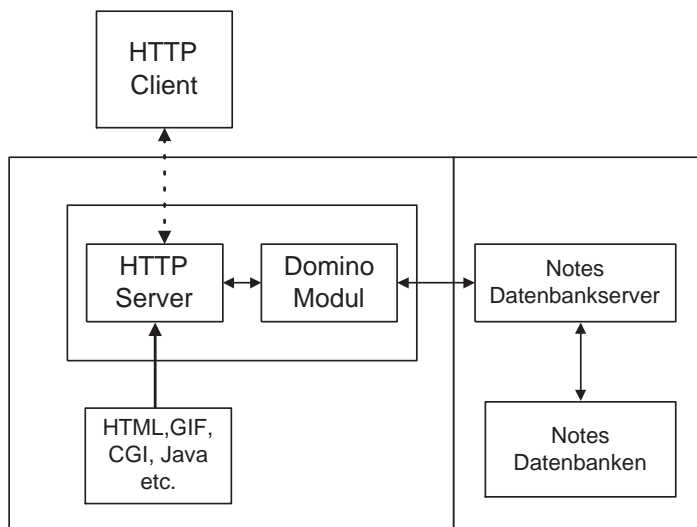 HTTP
Client
HTTP
Server
Domino
Modul
Notes
Datenbankserver
HTML,GIF,
CGI, Java
etc.
Notes
Datenbanken